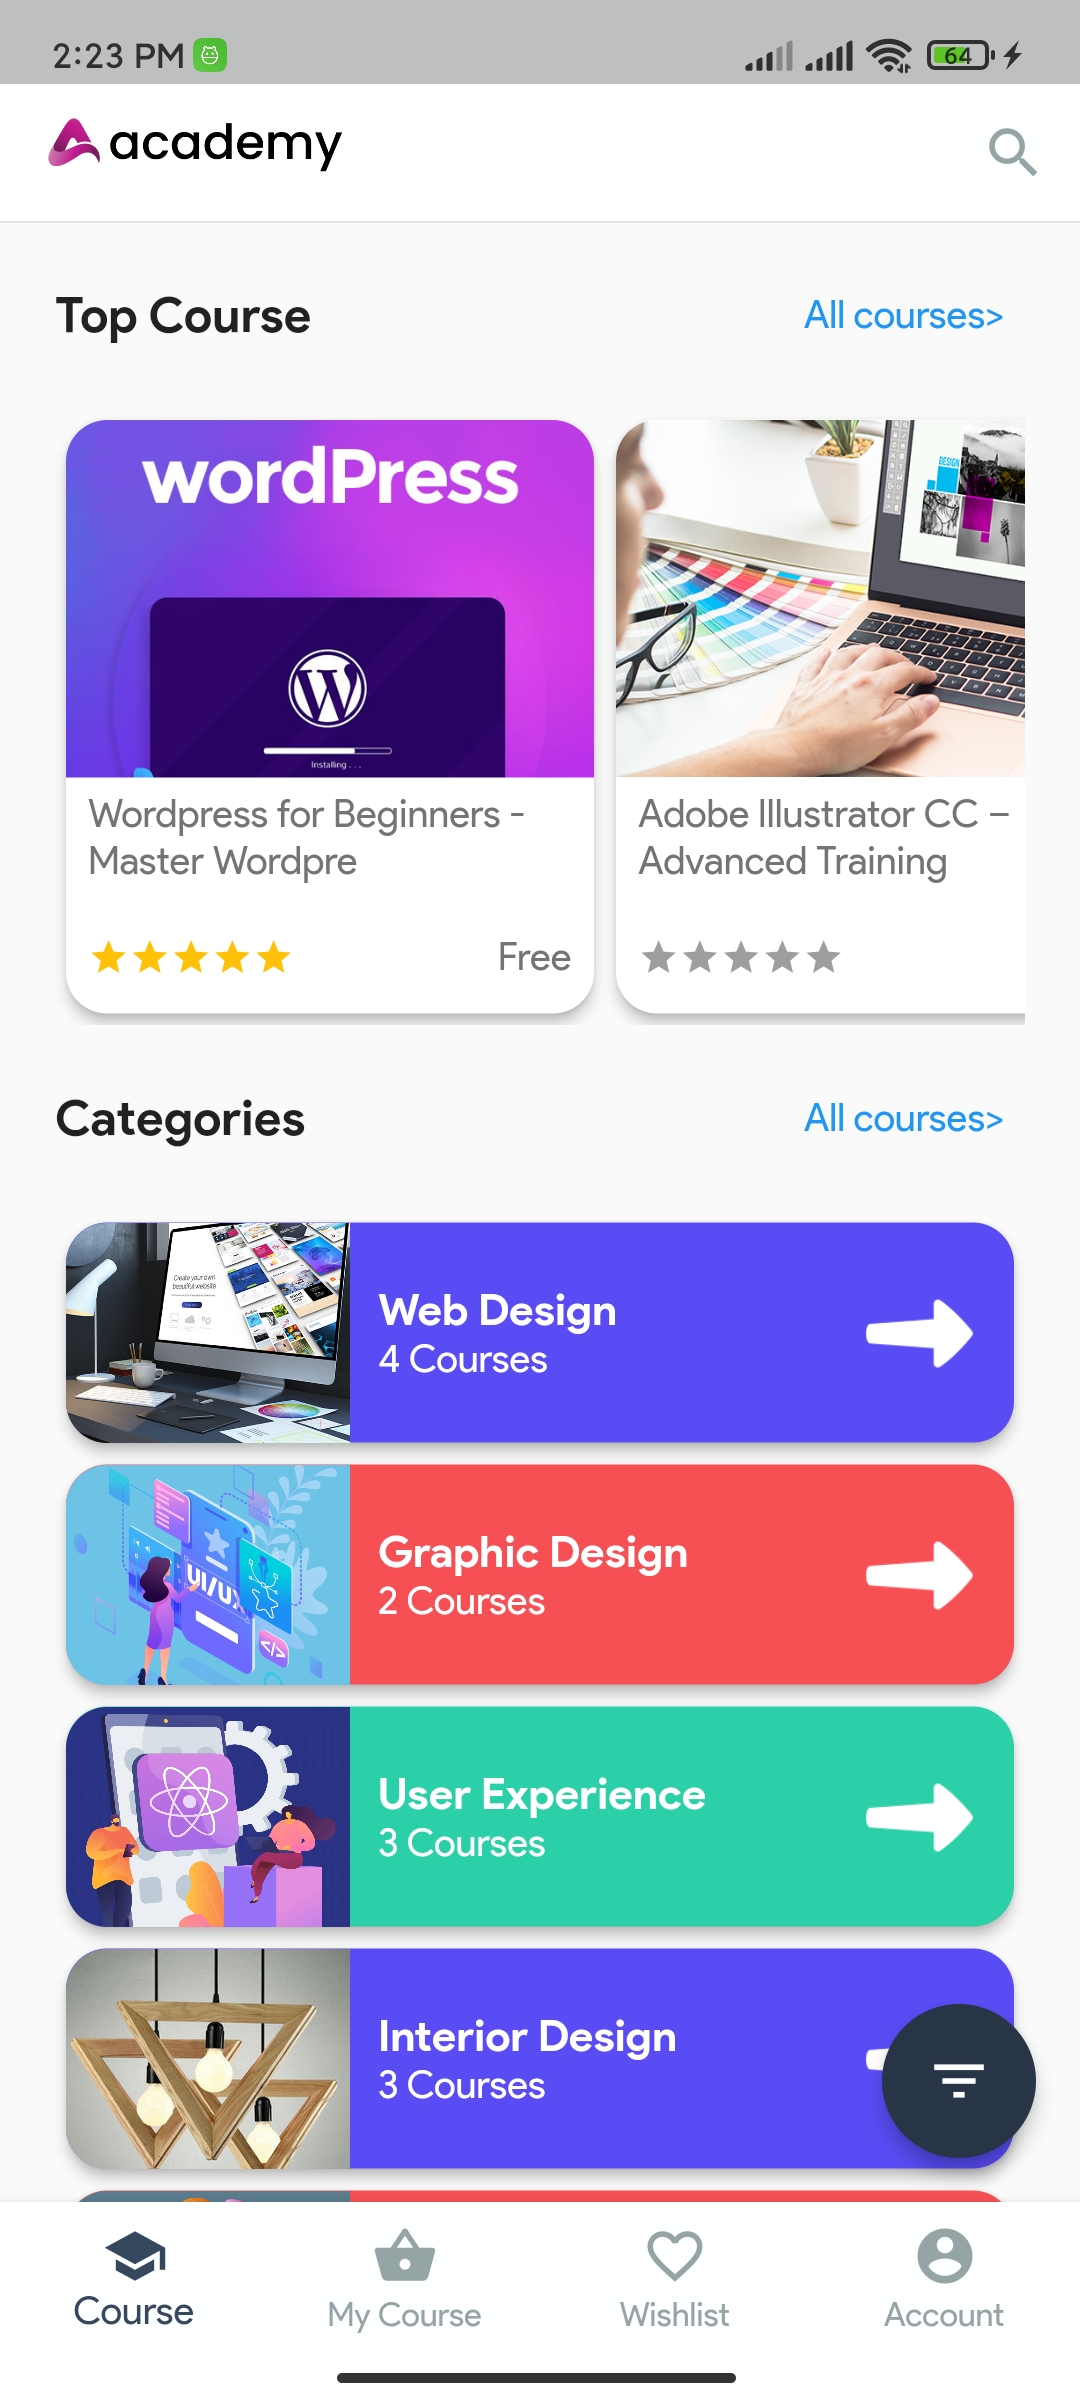 2:23 PM
64
academy
Top Course
All courses>
wordPress
DESIGN
Installing . . .
Wordpress for Beginners -
Master Wordpre
Free
Adobe Illustrator CC –
Advanced Training
Categories
All courses>
Create your own
beautiful website
Web Design
4 Courses
UI/UX
</>
Graphic Design
2 Courses
User Experience
3 Courses
Interior Design
3 Courses
Course
My Course
Wishlist
Account